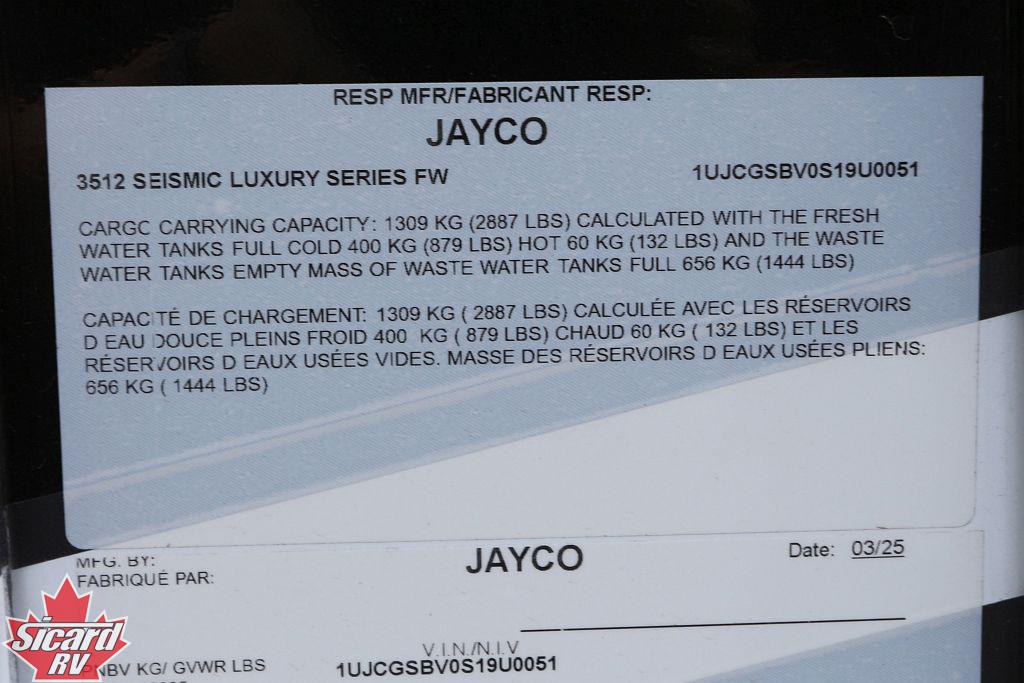 RESP MFR/FABRICANT RESP:
JAYCO
3512 SEISMIC LUXURY SERIES FW 1UJCGSBV0S19U0051
CARGO CARRYING CAPACITY: 1309 KG (2887 LBS) CALCULATED WITH THE FRESH
WATER TANKS FULL COLD 400 KG (879 LBS) HOT 60 KG (132 LBS) AND THE WASTE
WATER TANKS EMPTY MASS OF WASTE WATER TANKS FULL 656 KG (1444 LBS)
CAPACITÉ DE CHARGEMENT: 1309 KG ( 2887 LBS) CALCULÉE AVEC LES RÉSERVOIRS
D EAU DOUCE PLEINS FROID 400 KG ( 879 LBS) CHAUD 60 KG ( 132 LBS) ET LES
RÉSERVOIRS D EAUX USÉES VIDES. MASSE DES RÉSERVOIRS D EAUX USÉES PLIENS:
656 KG ( 1444 LBS)
MFG. BY: JAYCO Date: 03/25
FABRIQUÉ PAR:
V.I.N./N.I.V
PNBV KG/ GVWR LBS 1UJCGSBV0S19U0051
Sicard
RV